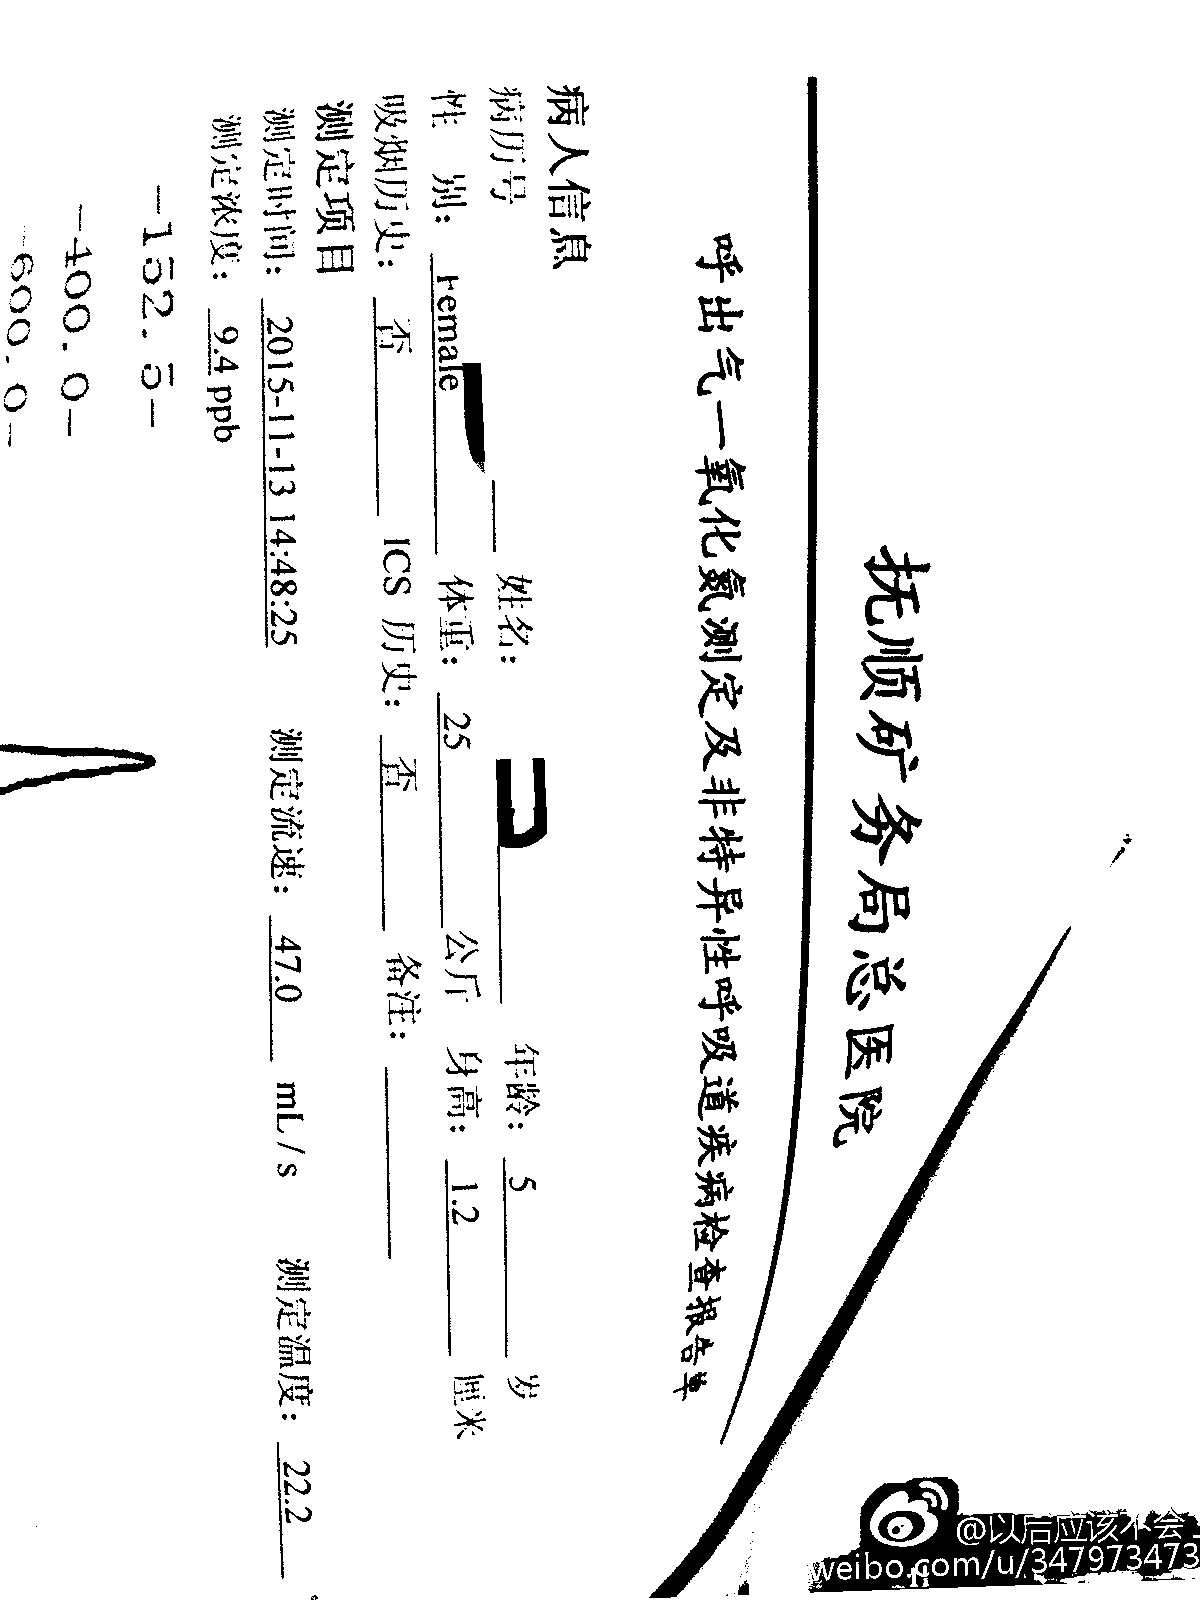 抚顺矿务局总医院
呼出气一氧化氮测定及非特异性呼吸道疾病检查报告单
病人信息
病历号 姓名： 年龄： 5 岁
性 别： Female 体重： 25 公斤 身高： 1.2 厘米
吸烟历史： 否 ICS 历史： 否 备注：
测定项目
测定时间： 2015-11-13 14:48:25 测定流速： 47.0 mL/s 测定温度： 22.2
测定浓度： 9.4 ppb
-152.5-
-400.0-
-600.0-
@以后应该不会
weibo.com/u/347973473